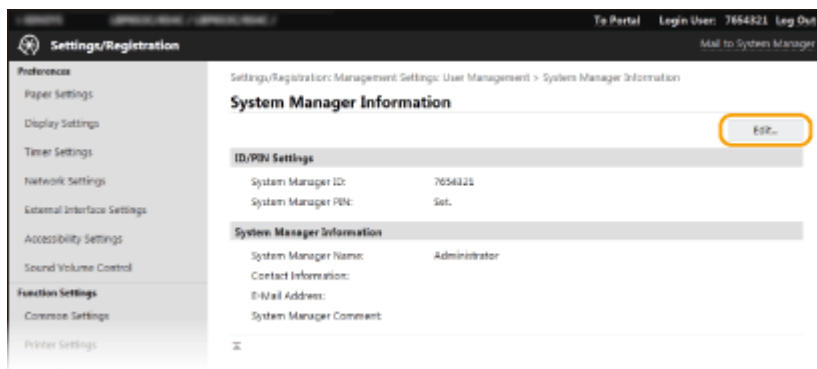 To Portal Login User: 7654321 Log Out
Settings/Registration
Mail to System Manager
Preferences
Paper Settings
Display Settings
Timer Settings
Network Settings
External Interface Settings
Accessibility Settings
Sound Volume Control
Function Settings
Common Settings
Printer Settings
Settings/Registration: Management Settings: User Management > System Manager Information
System Manager Information
Edit...
ID/PIN Settings
System Manager ID: 7654321
System Manager PIN: Set.
System Manager Information
System Manager Name: Administrator
Contact Information:
E-Mail Address:
System Manager Comment: